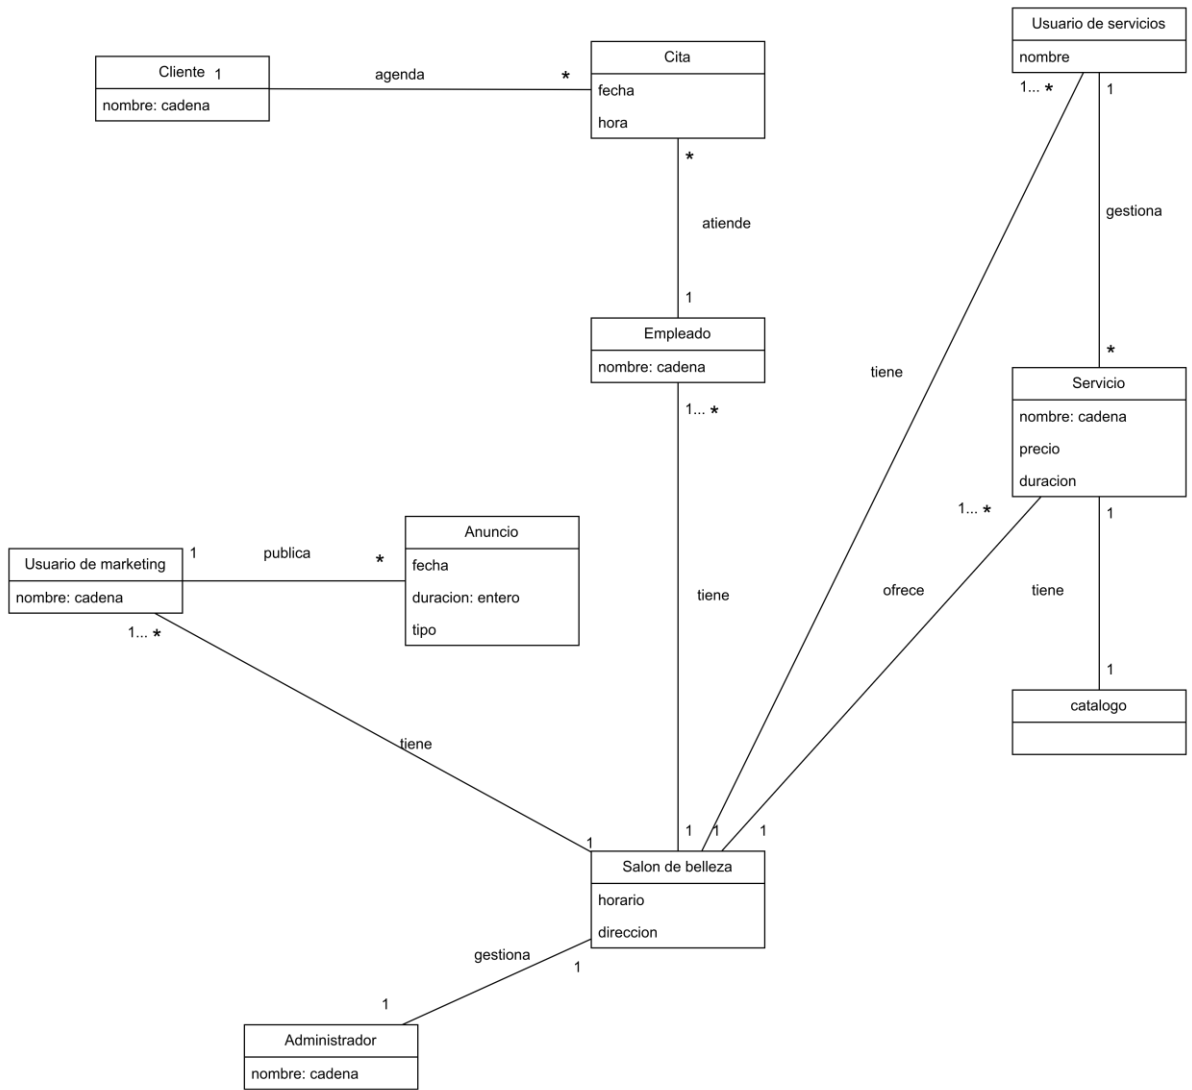 Usuario de servicios
nombre
1... *
1
Cliente
1
nombre: cadena
agenda
*
Cita
fecha
hora
*
atiende
1
gestiona
*
Empleado
nombre: cadena
1... *
tiene
Servicio
nombre: cadena
precio
duracion
1... *
1
Usuario de marketing
nombre: cadena
1
publica
*
Anuncio
fecha
duracion: entero
tipo
1... *
tiene
ofrece
tiene
1
catalogo
tiene
1
1
1
1
Salon de belleza
horario
direccion
gestiona
1
1
Administrador
nombre: cadena